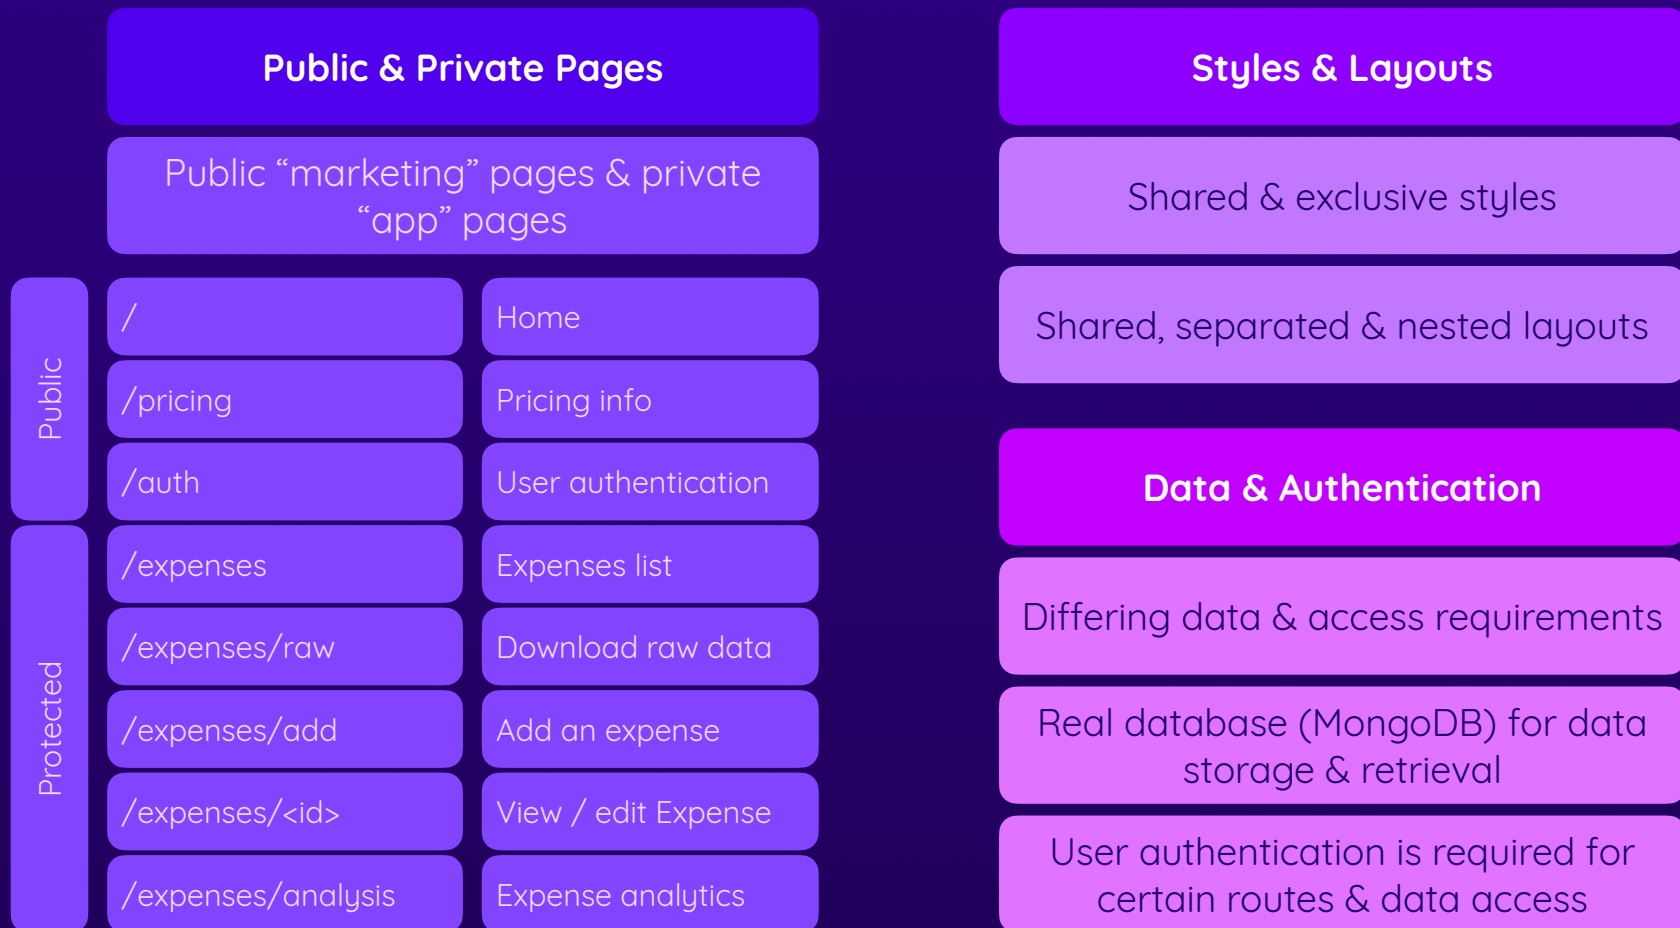 Public & Private Pages
Public “marketing” pages & private
“app” pages
Public
/
Home
/pricing
Pricing info
/auth
User authentication
Protected
/expenses
Expenses list
/expenses/raw
Download raw data
/expenses/add
Add an expense
/expenses/<id>
View / edit Expense
/expenses/analysis
Expense analytics
Styles & Layouts
Shared & exclusive styles
Shared, separated & nested layouts
Data & Authentication
Differing data & access requirements
Real database (MongoDB) for data
storage & retrieval
User authentication is required for
certain routes & data access